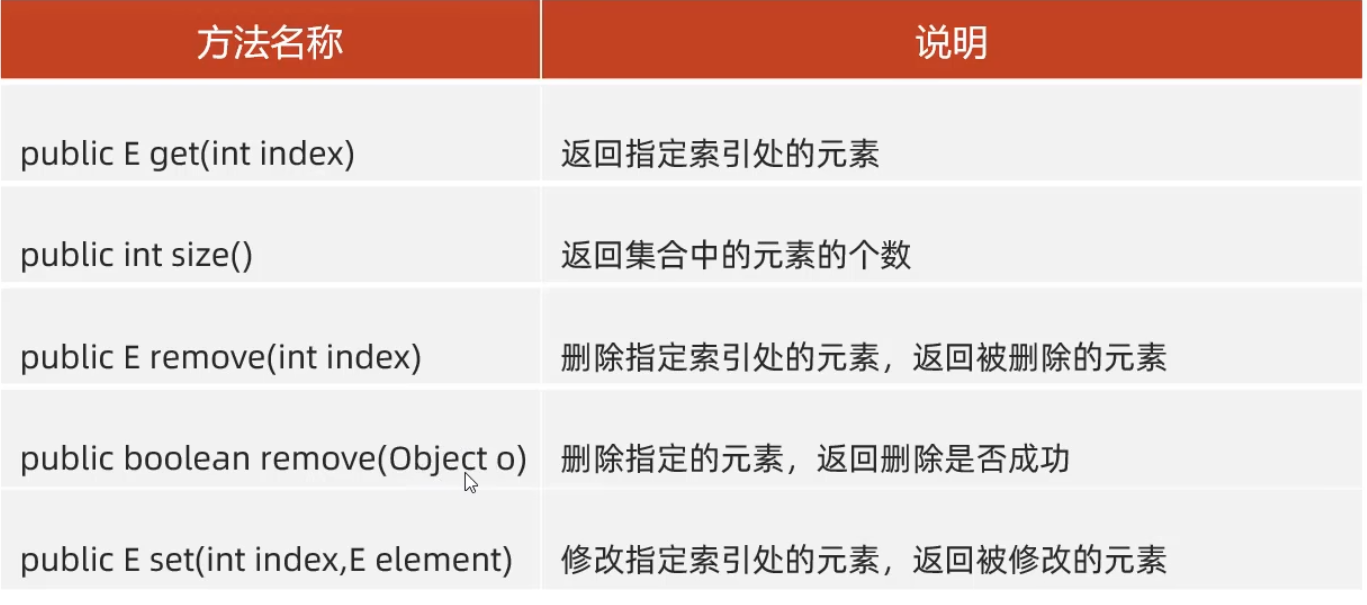 方法名称 说明
public E get(int index) 返回指定索引处的元素
public int size() 返回集合中的元素的个数
public E remove(int index) 删除指定索引处的元素，返回被删除的元素
public boolean remove(Object o) 删除指定的元素，返回删除是否成功
public E set(int index,E element) 修改指定索引处的元素，返回被修改的元素